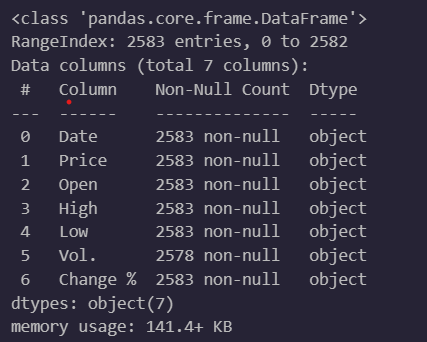 <class 'pandas.core.frame.DataFrame'>
RangeIndex: 2583 entries, 0 to 2582
Data columns (total 7 columns):
 #   Column    Non-Null Count  Dtype
---  ------    --------------  -----
 0   Date      2583 non-null   object
 1   Price     2583 non-null   object
 2   Open      2583 non-null   object
 3   High      2583 non-null   object
 4   Low       2583 non-null   object
 5   Vol.      2578 non-null   object
 6   Change %  2583 non-null   object
dtypes: object(7)
memory usage: 141.4+ KB